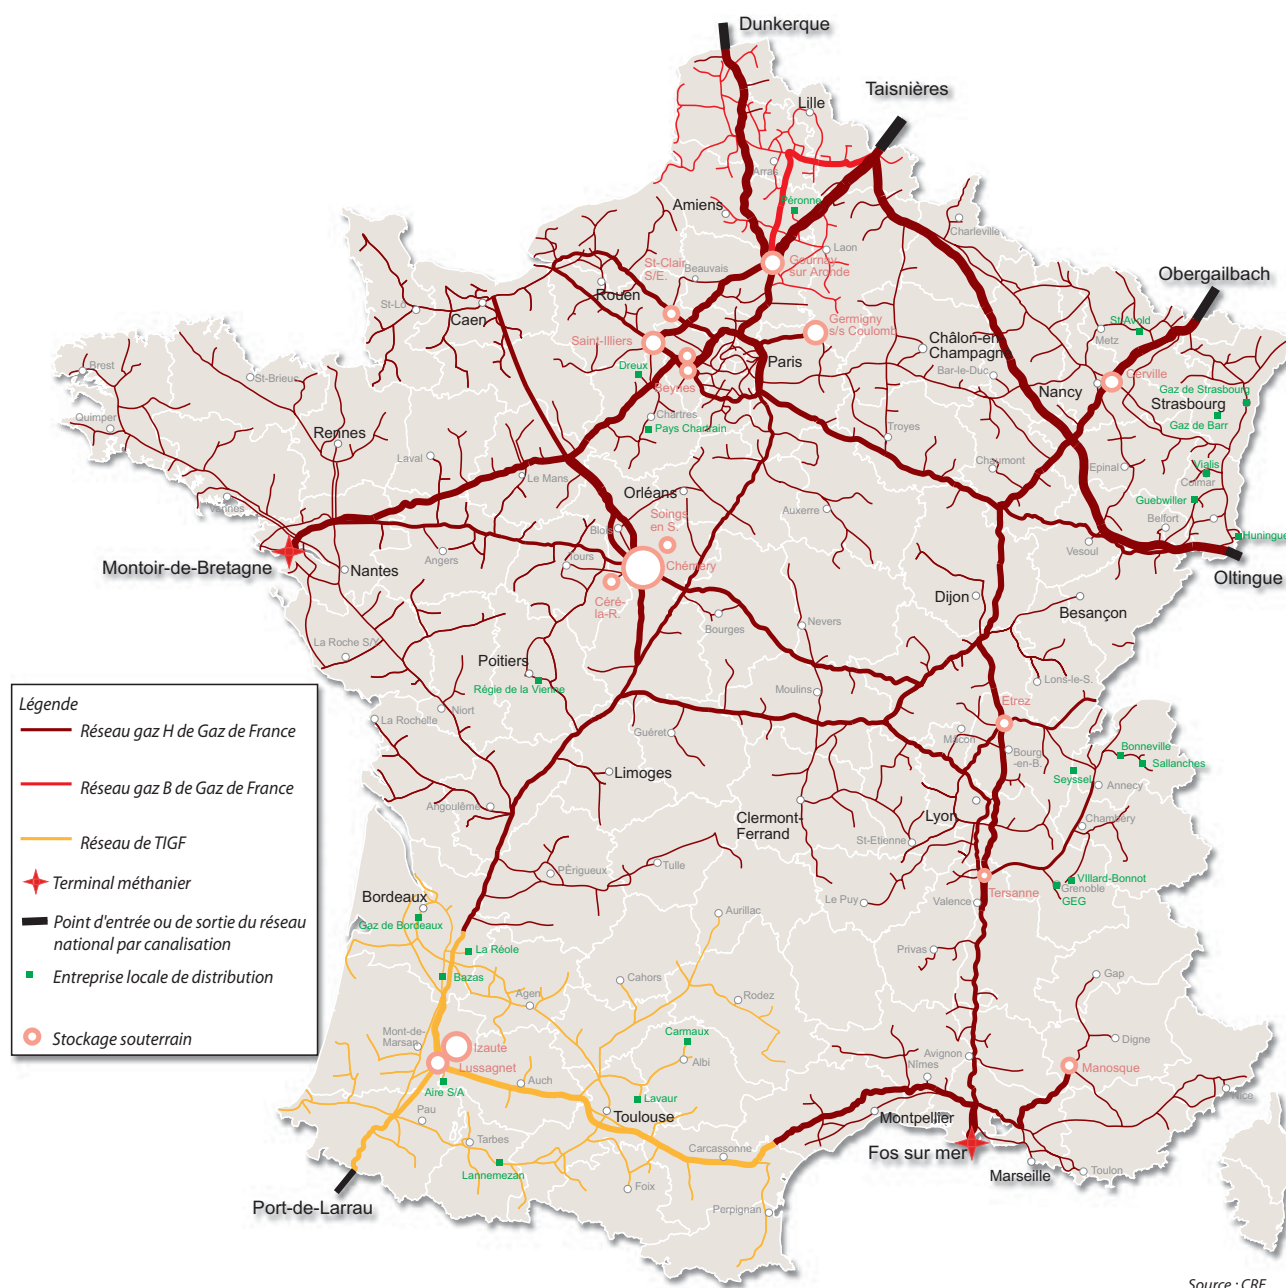 Dunkerque
Taisnières
Lille
Arras
Péronne
Amiens
Charleville
Laon
St-Clair
S/E.
Beauvais
Gournay
sur Aronde
Obergailbach
Rouen
St-Lô
Caen
Germigny
s/s Coulomb
St-Avold
Metz
Saint-Illiers
Châlon-en-
Champagne
Paris
Bar-le-Duc
Cerville
Nancy
Gaz de Strasbourg
Strasbourg
Gaz de Barr
Brest
St-Brieuc
Dreux
Beynes
Chartres
Pays Chartrain
Quimper
Rennes
Troyes
Laval
Le Mans
Chaumont
Epinal
Vialis
Colmar
Orléans
Guebwiller
Vannes
Soings
en S.
Auxerre
Belfort
Blois
Vesoul
Huningue
Angers
Tours
Chémery
Montoir-de-Bretagne
Nantes
Oltingue
Céré-
la-R.
Dijon
Besançon
Bourges
Nevers
La Roche S/Y
Poitiers
Régie de la Vienne
Moulins
Lons-le-S.
Niort
La Rochelle
Etrez
Guéret
Mâcon
Bourg
-en-B.
Bonneville
Sallanches
Seyssel
Annecy
Limoges
Angoulême
Clermont-
Ferrand
Lyon
Chambéry
St-Etienne
PÈrigueux
Tulle
Villard-Bonnot
Grenoble
GEG
Tersanne
Le Puy
Valence
Bordeaux
Gaz de Bordeaux
Aurillac
La Réole
Privas
Bazas
Cahors
Gap
Agen
Rodez
Mont-de-
Marsan
Carmaux
Digne
Izaute
Lussagnet
Albi
Avignon
Nîmes
Manosque
Aire S/A
Auch
Lavaur
Nice
Pau
Toulouse
Montpellier
Tarbes
Carcassonne
Fos sur mer
Lannemezan
Marseille
Toulon
Foix
Port-de-Larrau
Perpignan
Légende
Réseau gaz H de Gaz de France
Réseau gaz B de Gaz de France
Réseau de TIGF
Terminal méthanier
Point d'entrée ou de sortie du réseau
national par canalisation
Entreprise locale de distribution
Stockage souterrain
Source : CRE